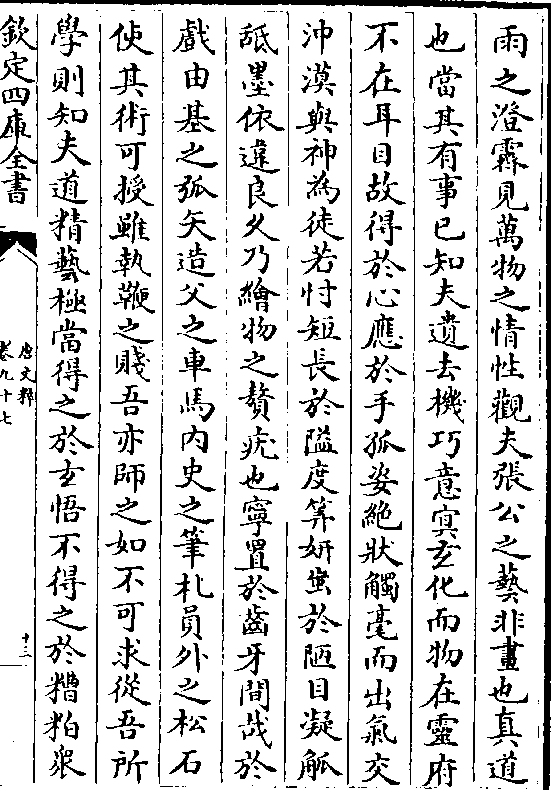 雨之澄霽見萬物之情性觀夫張公之藝非畫也真道
也當其有事已知夫遺去機巧意㝠玄化而物在靈府
不在耳目故得於心應於手孤姿絶狀觸毫而出氣交
沖漠與神為徒若忖短長於隘度筭妍蚩於陋目凝觚
舐墨依違良久乃繪物之贅疣也寧置於齒牙間哉於
戲由基之弧矢造父之車馬内史之筆札員外之松石
使其術可授雖執鞭之賤吾亦師之如不可求從吾所
學則知夫道精藝極當得之於玄悟不得之於糟粕衆
欽定四庫全書
唐文粹
卷九十七
十三